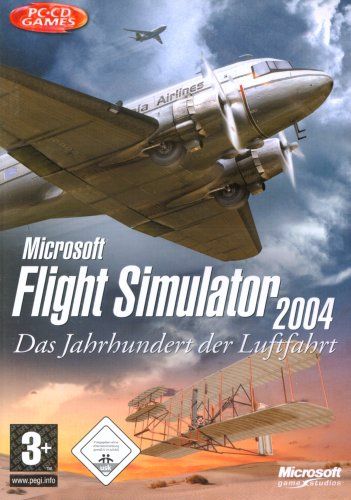 PC-CD
GAMES
ia Airlines
Microsoft
Flight Simulator 2004
Das Jahrhundert der Luftfahrt
3+
www.pegi.info
USK
Microsoft
game studios